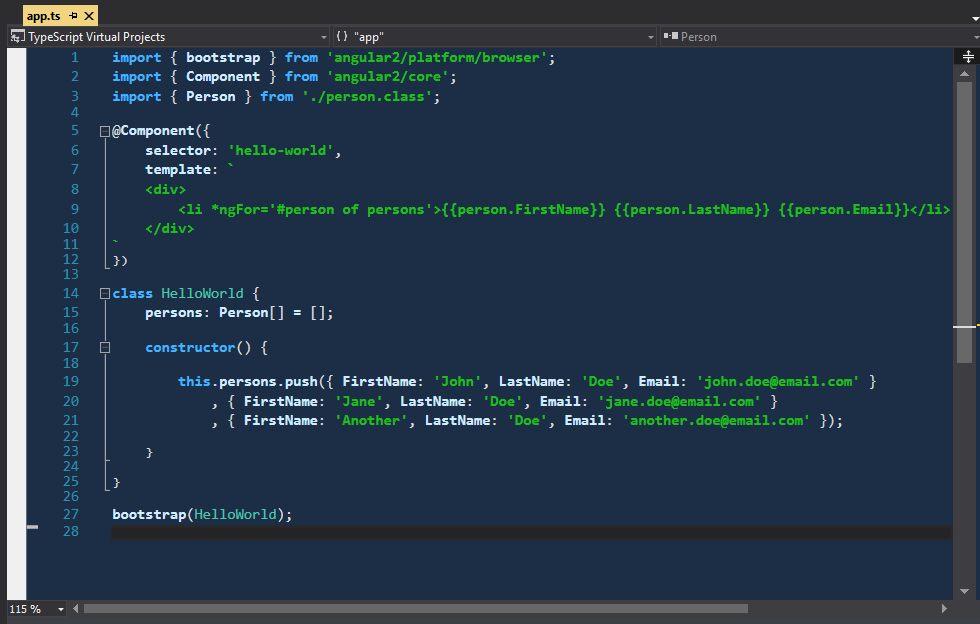 app.ts
TypeScript Virtual Projects {} "app" Person
1 import { bootstrap } from 'angular2/platform/browser';
2 import { Component } from 'angular2/core';
3 import { Person } from './person.class';
4
5 @Component({
6     selector: 'hello-world',
7     template: `
8     <div>
9         <li *ngFor='#person of persons'>{{person.FirstName}} {{person.LastName}} {{person.Email}}</li>
10     </div>
11 `
12 })
13
14 class HelloWorld {
15     persons: Person[] = [];
16
17     constructor() {
18
19         this.persons.push({ FirstName: 'John', LastName: 'Doe', Email: 'john.doe@email.com' }
20             , { FirstName: 'Jane', LastName: 'Doe', Email: 'jane.doe@email.com' }
21             , { FirstName: 'Another', LastName: 'Doe', Email: 'another.doe@email.com' });
22
23     }
24
25 }
26
27 bootstrap(HelloWorld);
28
115 %